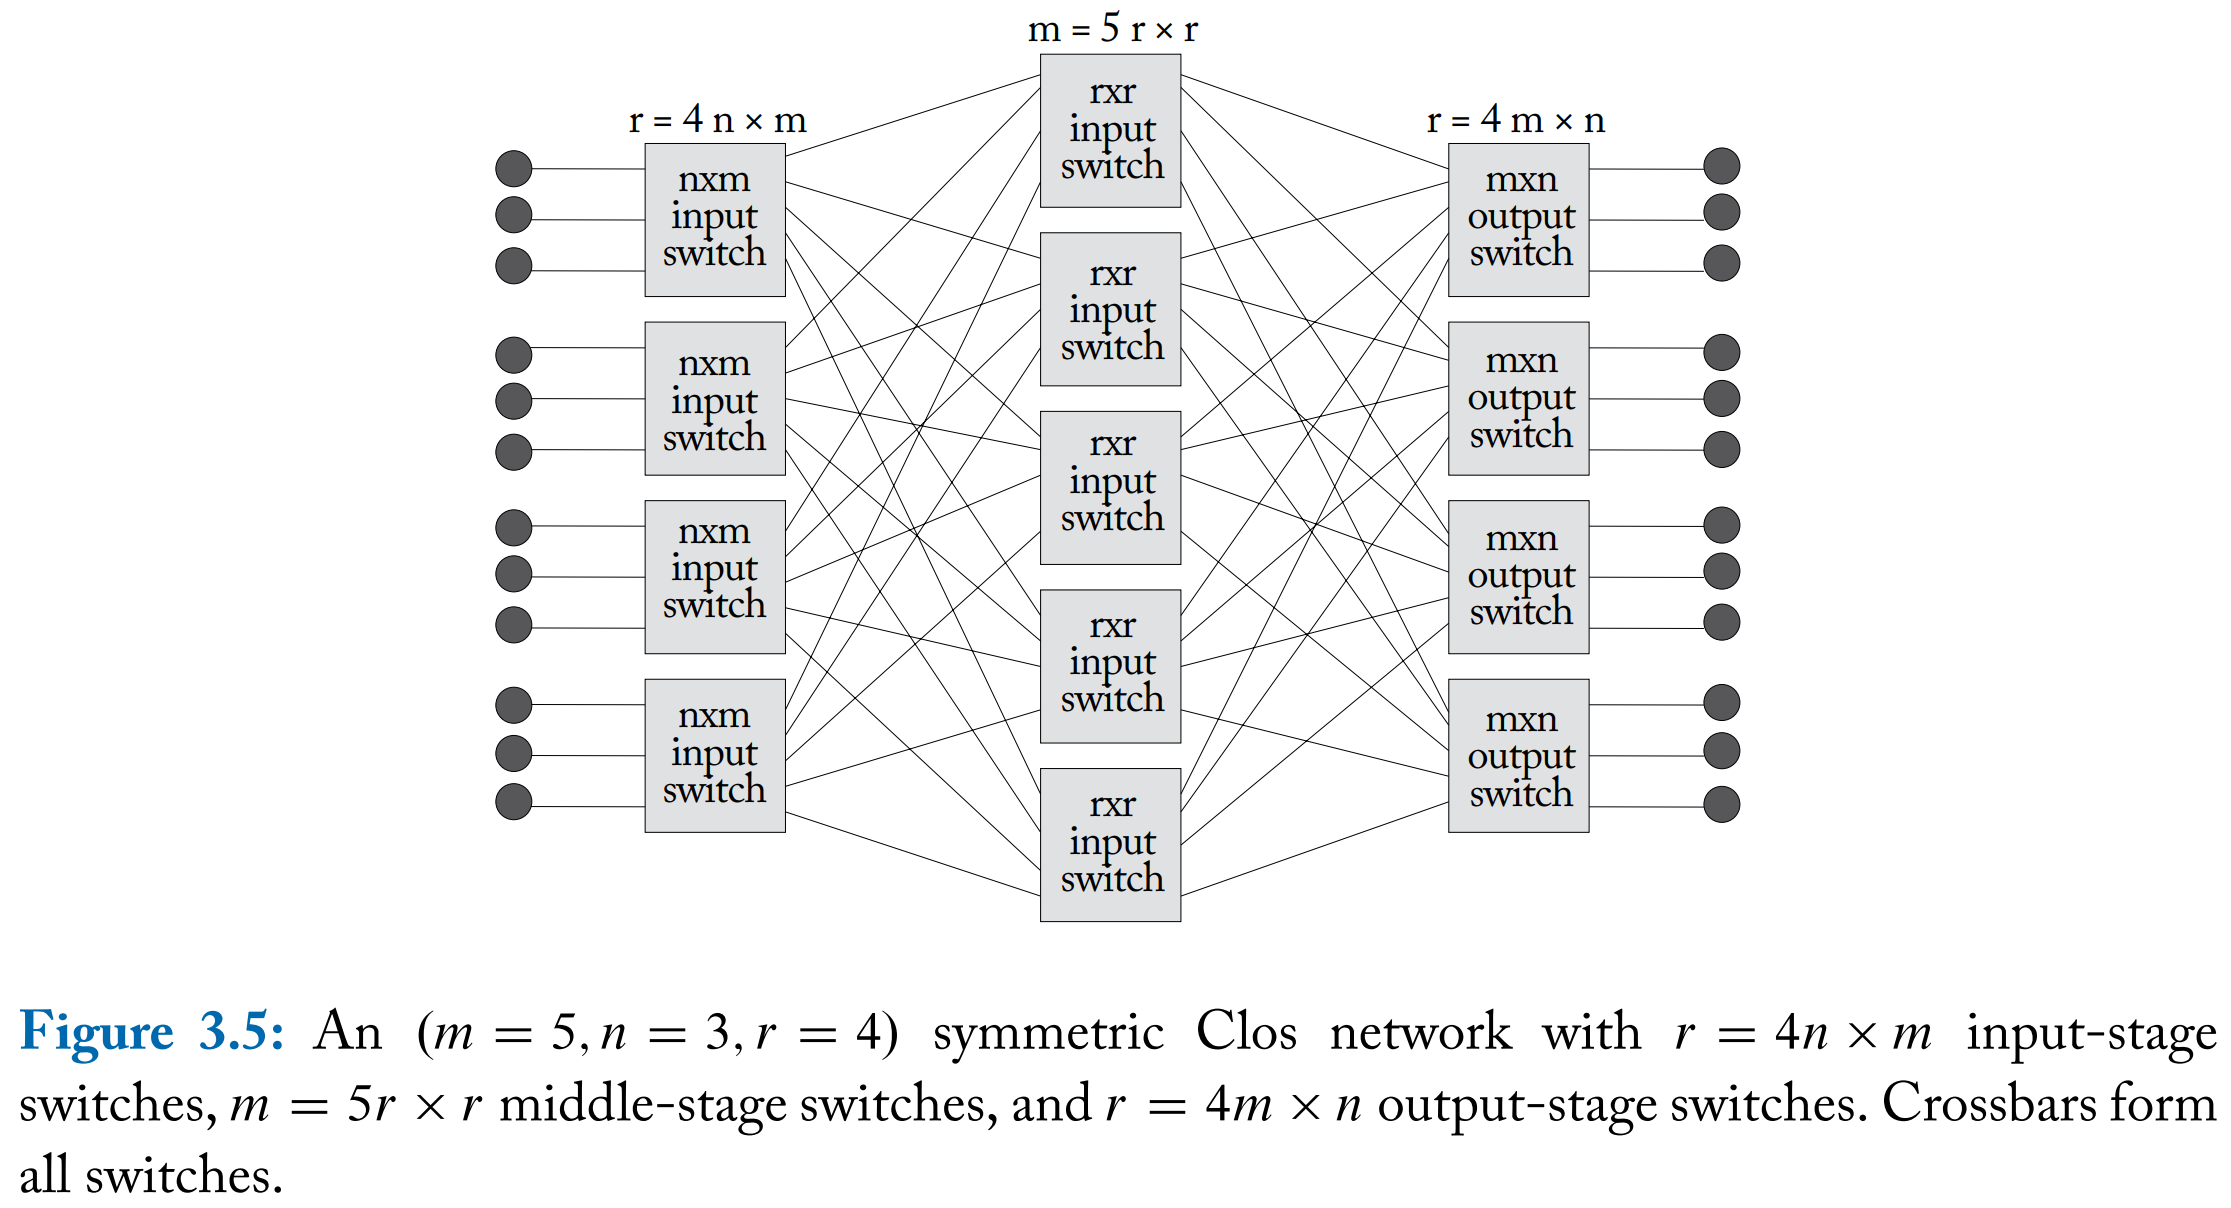 m = 5 r × r
r = 4 n × m
r = 4 m × n
nxm
input
switch
nxm
input
switch
nxm
input
switch
nxm
input
switch
rxr
input
switch
rxr
input
switch
rxr
input
switch
rxr
input
switch
rxr
input
switch
mxn
output
switch
mxn
output
switch
mxn
output
switch
mxn
output
switch
Figure 3.5: An (m = 5, n = 3, r = 4) symmetric Clos network with r = 4n × m input-stage
switches, m = 5r × r middle-stage switches, and r = 4m × n output-stage switches. Crossbars form
all switches.